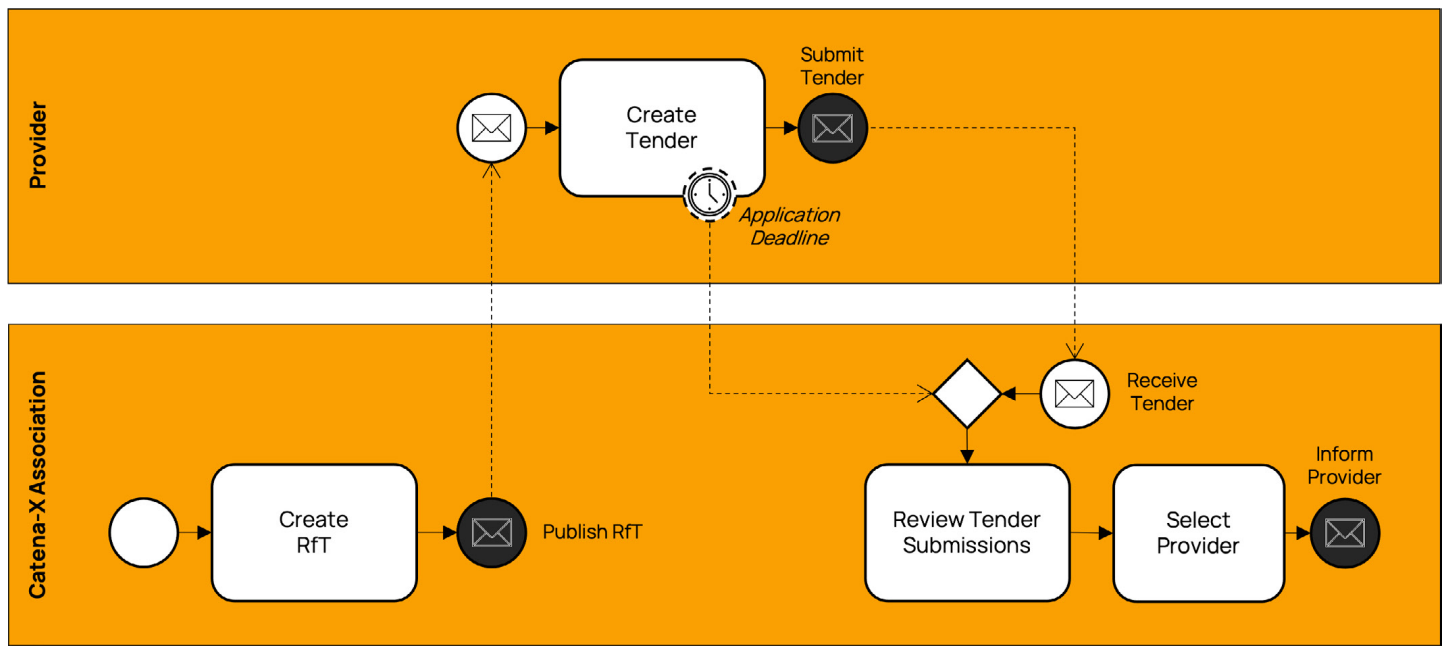 Provider
Submit
Tender
Create
Tender
Application
Deadline
Catena-X Association
Receive
Tender
Inform
Provider
Create
RfT
Publish RfT
Review Tender
Submissions
Select
Provider